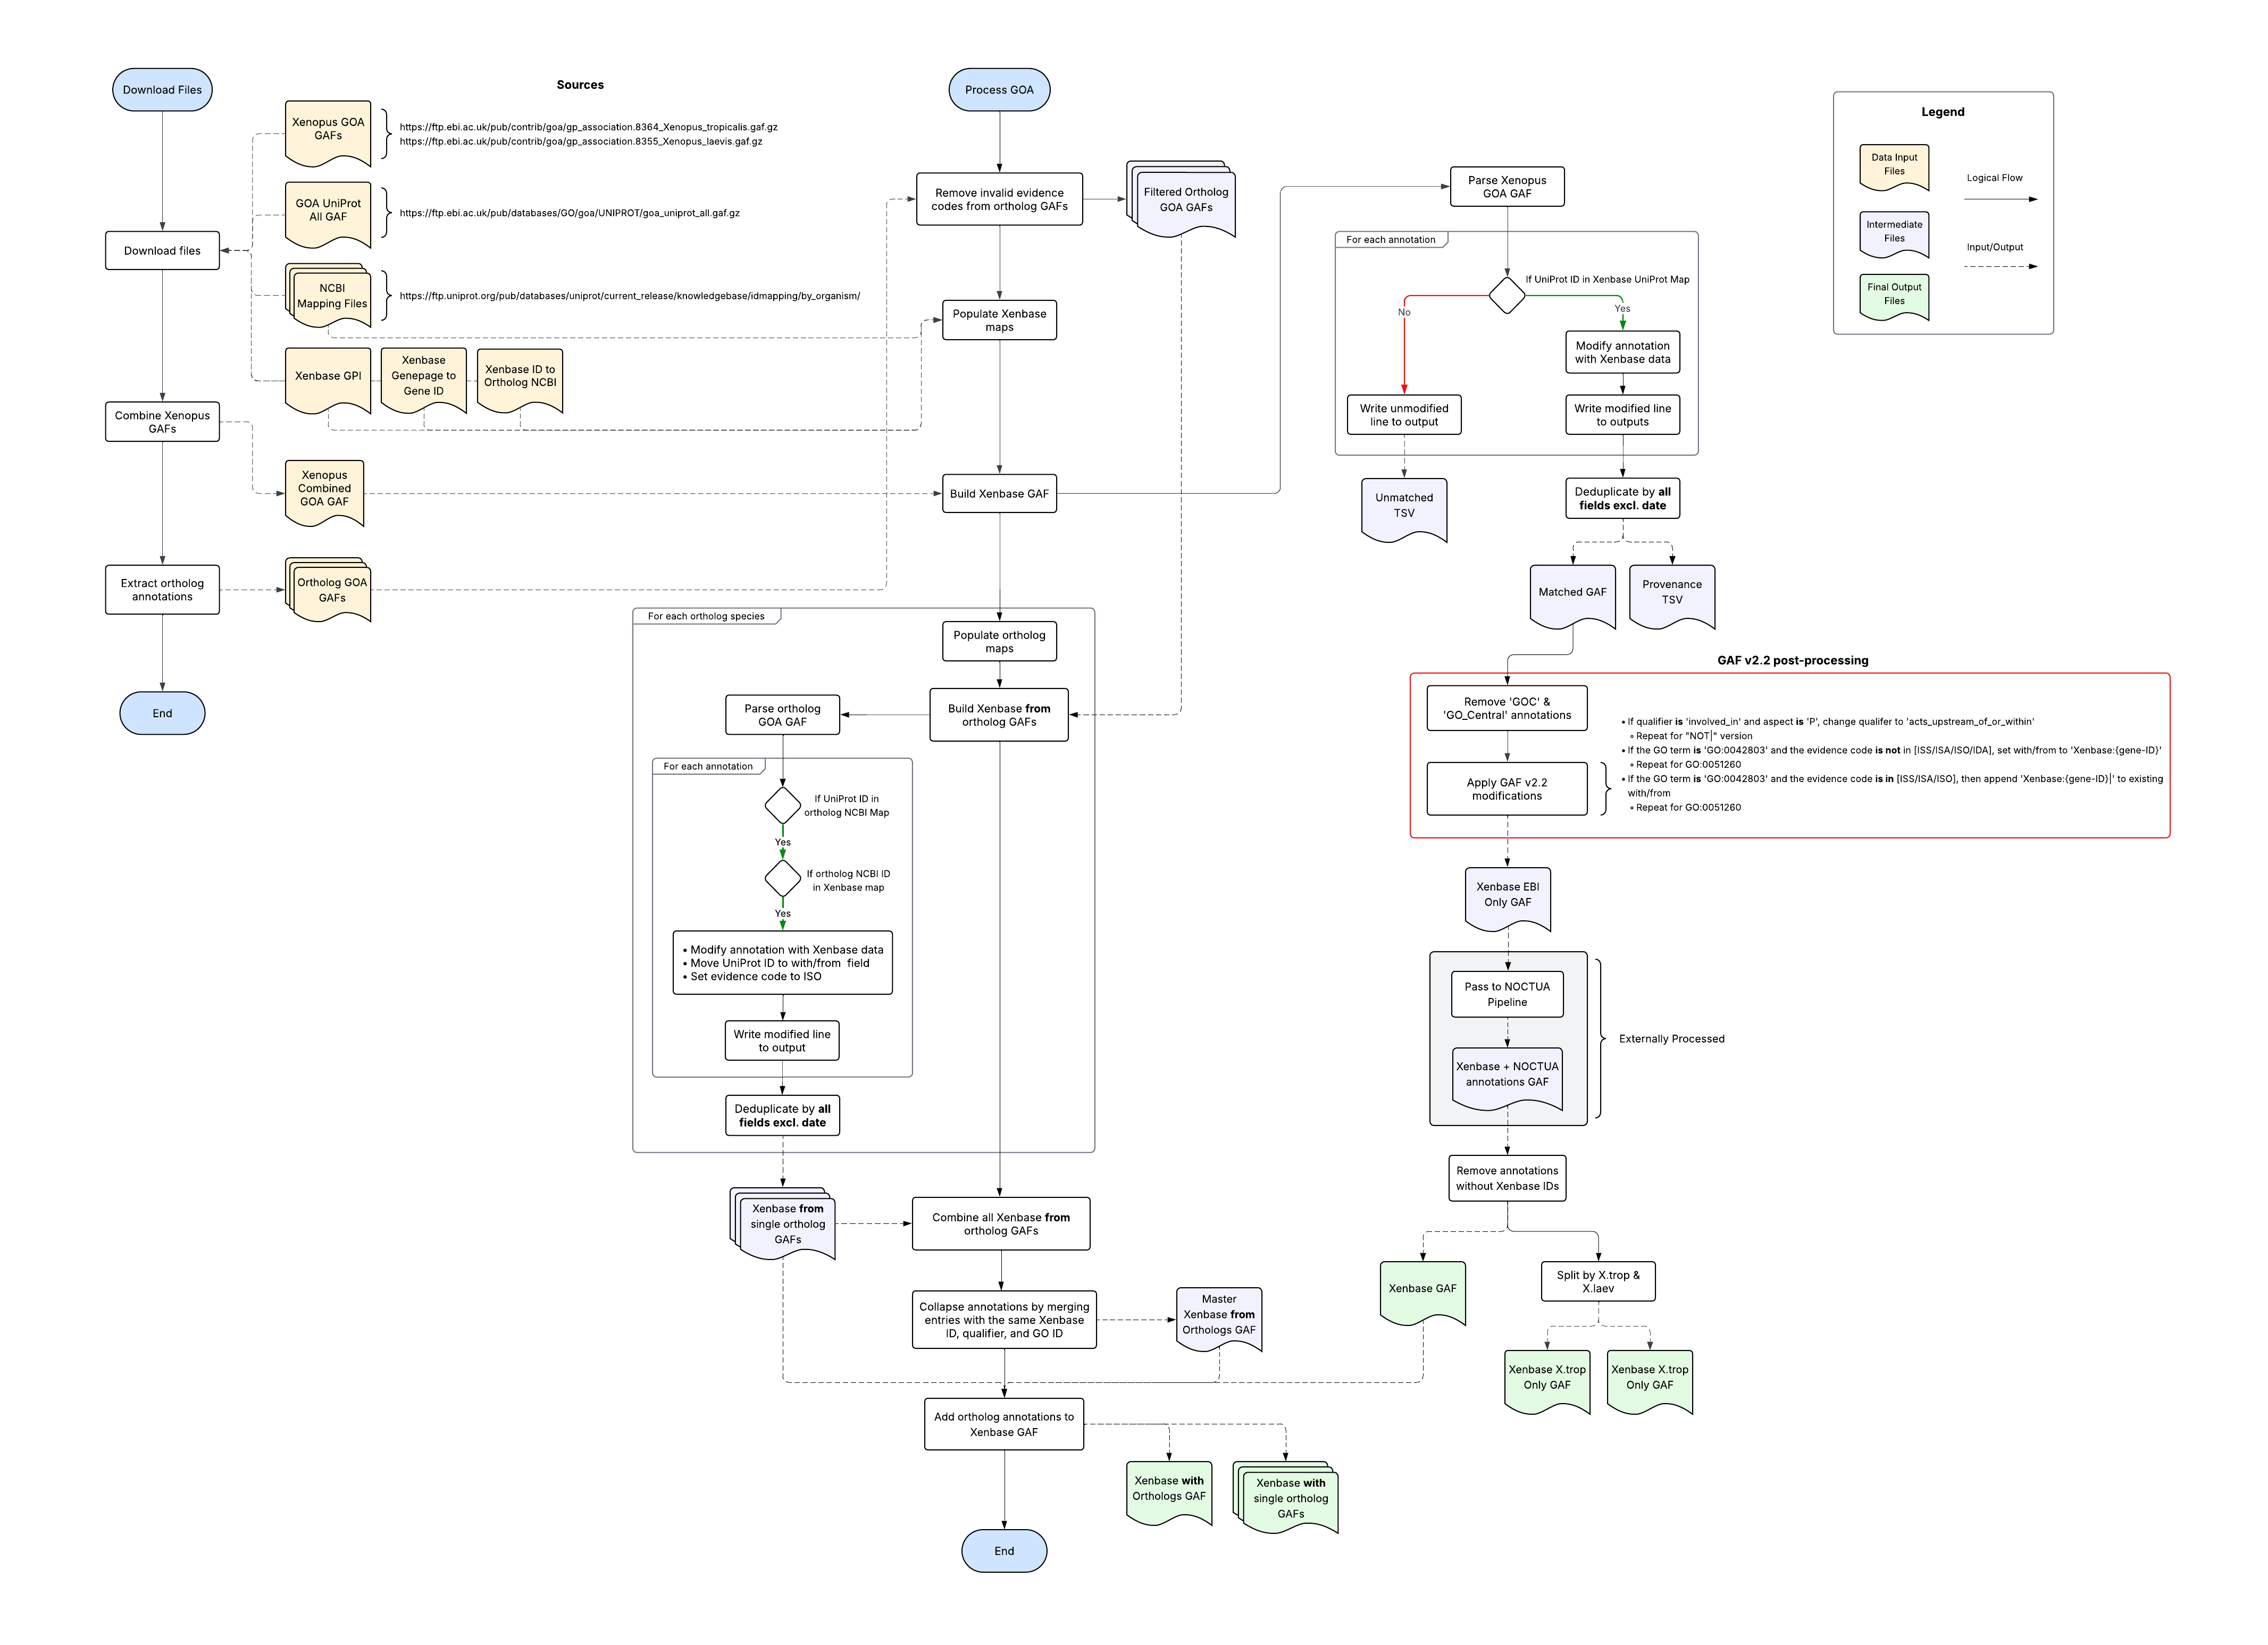 Download Files
Download files
Combine Xenopus
GAFs
Extract ortholog
annotations
End
Sources
Xenopus GOA
GAFs
https://ftp.ebi.ac.uk/pub/contrib/goa/gp_association.8364_Xenopus_tropicalis.gaf.gz
https://ftp.ebi.ac.uk/pub/contrib/goa/gp_association.8355_Xenopus_laevis.gaf.gz
GOA UniProt
All GAF
https://ftp.ebi.ac.uk/pub/databases/GO/goa/UNIPROT/goa_uniprot_all.gaf.gz
NCBI
Mapping Files
https://ftp.uniprot.org/pub/databases/uniprot/current_release/knowledgebase/idmapping/by_organism/
Xenbase GPI
Xenbase
Genepage to
Gene ID
Xenbase ID to
Ortholog NCBI
Xenopus
Combined
GOA GAF
Ortholog GOA
GAFs
Process GOA
Remove invalid evidence
codes from ortholog GAFs
Filtered Ortholog
GOA GAFs
Populate Xenbase
maps
Build Xenbase GAF
For each ortholog species
Populate ortholog
maps
Build Xenbase from
ortholog GAFs
Parse ortholog
GOA GAF
For each annotation
If UniProt ID in
ortholog NCBI Map
Yes
If ortholog NCBI ID
in Xenbase map
Yes
• Modify annotation with Xenbase data
• Move UniProt ID to with/from field
• Set evidence code to ISO
Write modified line
to output
Deduplicate by all
fields excl. date
Xenbase from
single ortholog
GAFs
Combine all Xenbase from
ortholog GAFs
Collapse annotations by merging
entries with the same Xenbase
ID, qualifier, and GO ID
Master
Xenbase from
Orthologs GAF
Add ortholog annotations to
Xenbase GAF
Xenbase with
Orthologs GAF
Xenbase with
single ortholog
GAFs
End
Parse Xenopus
GOA GAF
For each annotation
If UniProt ID in Xenbase UniProt Map
No
Yes
Modify annotation
with Xenbase data
Write unmodified
line to output
Write modified line
to outputs
Unmatched
TSV
Deduplicate by all
fields excl. date
Matched GAF
Provenance
TSV
GAF v2.2 post-processing
Remove 'GOC' &
'GO_Central' annotations
Apply GAF v2.2
modifications
• If qualifier is 'involved_in' and aspect is 'P', change qualifer to 'acts_upstream_of_or_within'
∘ Repeat for "NOT|" version
• If the GO term is 'GO:0042803' and the evidence code is not in [ISS/ISA/ISO/IDA], set with/from to 'Xenbase:{gene-ID}'
∘ Repeat for GO:0051260
• If the GO term is 'GO:0042803' and the evidence code is in [ISS/ISA/ISO], then append 'Xenbase:{gene-ID}|' to existing
with/from
∘ Repeat for GO:0051260
Xenbase EBI
Only GAF
Pass to NOCTUA
Pipeline
Xenbase + NOCTUA
annotations GAF
Externally Processed
Remove annotations
without Xenbase IDs
Xenbase GAF
Split by X.trop &
X.laev
Xenbase X.trop
Only GAF
Xenbase X.trop
Only GAF
Legend
Data Input
Files
Logical Flow
Intermediate
Files
Input/Output
Final Output
Files